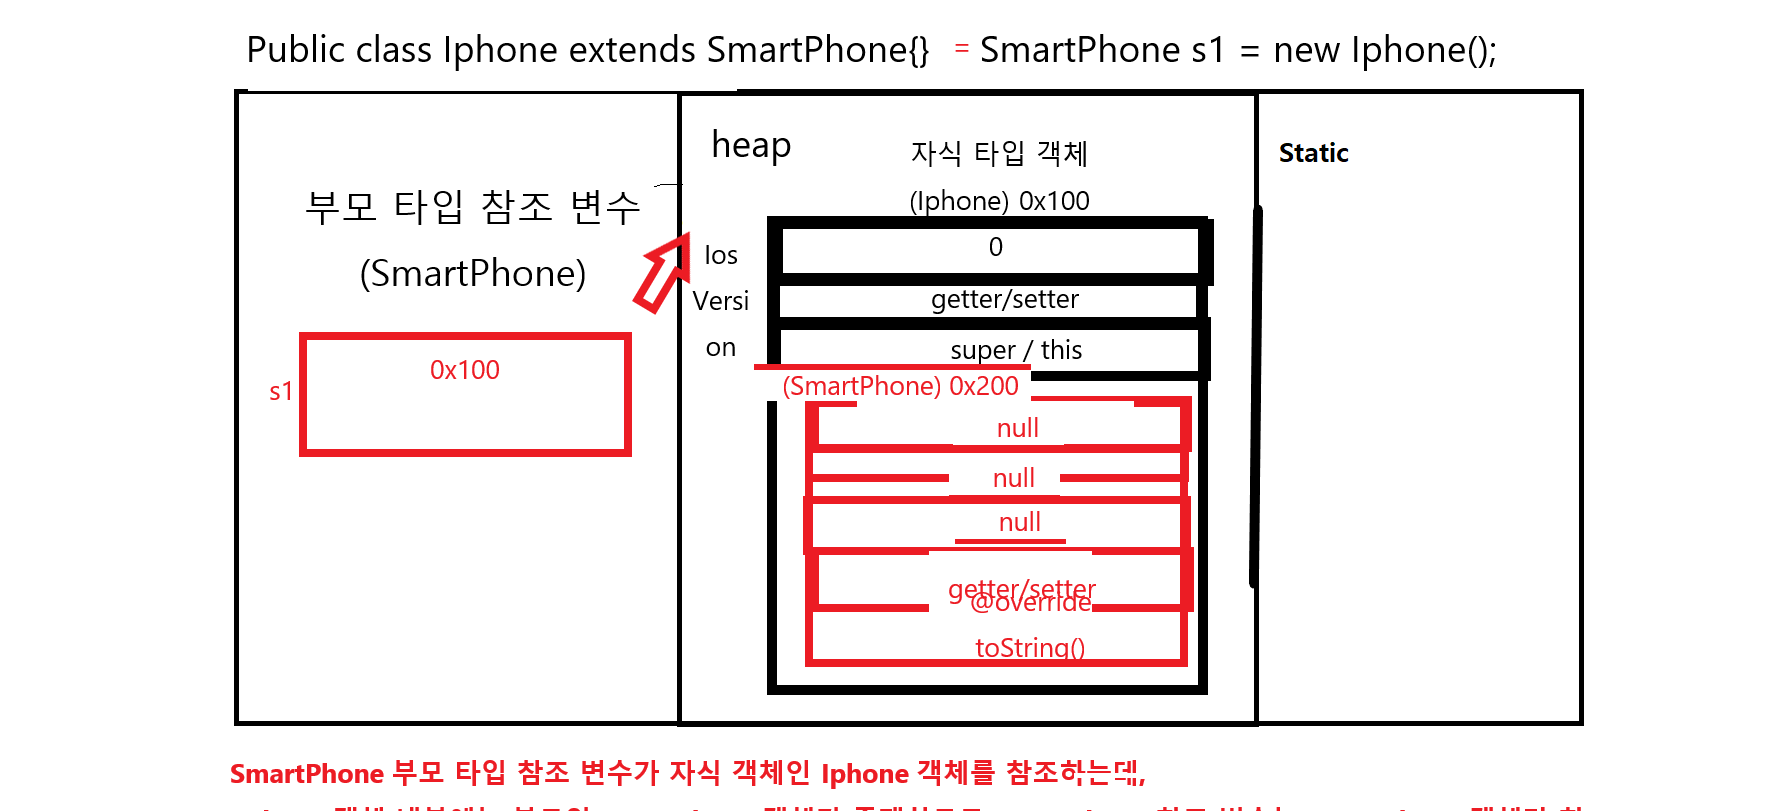 Public class Iphone extends SmartPhone{} = SmartPhone s1 = new Iphone();
heap
자식 타입 객체
(Iphone) 0x100
Static
부모 타입 참조 변수
(SmartPhone)
s1
0x100
Ios
Versi
on
0
getter/setter
super / this
(SmartPhone) 0x200
null
null
null
getter/setter
@override
toString()
SmartPhone 부모 타입 참조 변수가 자식 객체인 Iphone 객체를 참조하는데,